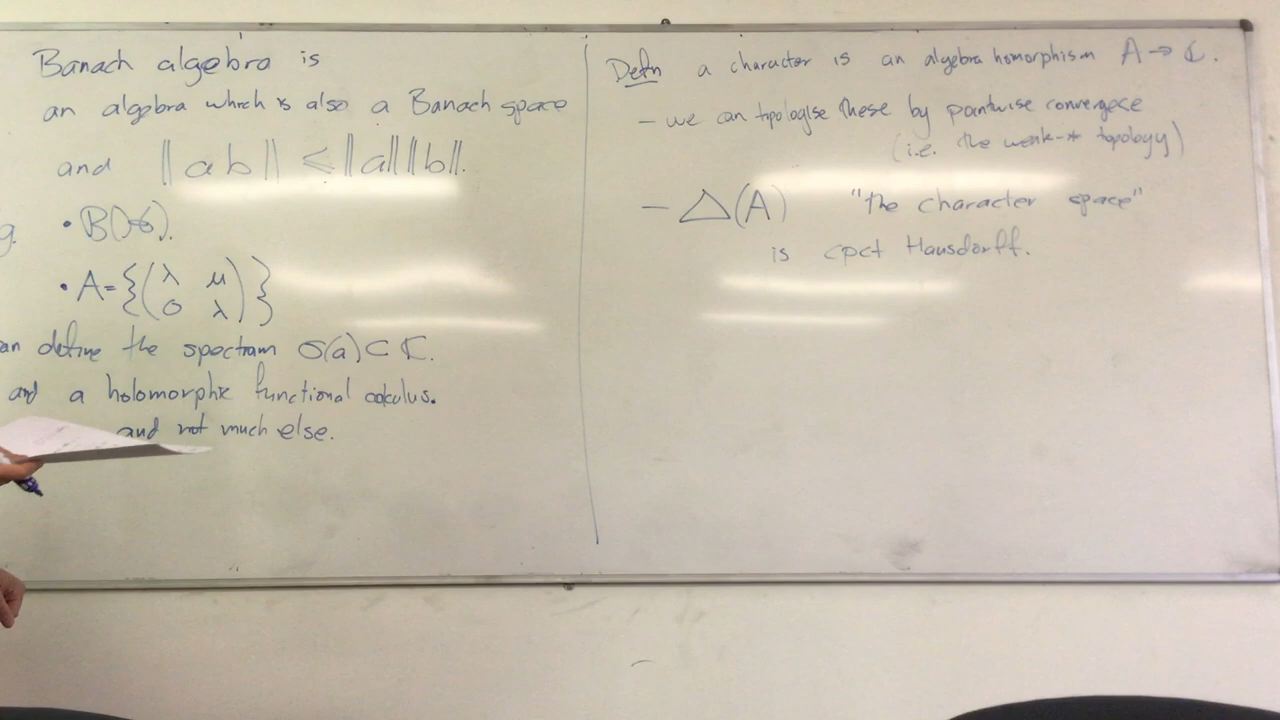 Banach algebra is
an algebra which is also a Banach space
and ‖ab‖ ≤ ‖a‖‖b‖.
g. • B(ℋ).
• A = {(λ μ
0 λ)}
an define the spectrum σ(a) ⊂ ℂ.
and a holomorphic functional calculus.
and not much else.
Defn a character is an algebra homorphism A → ℂ.
– we can topologise these by pointwise convergece
(i.e. the weak-* topology)
– Δ(A) "the character space"
is cpct Hausdorff.